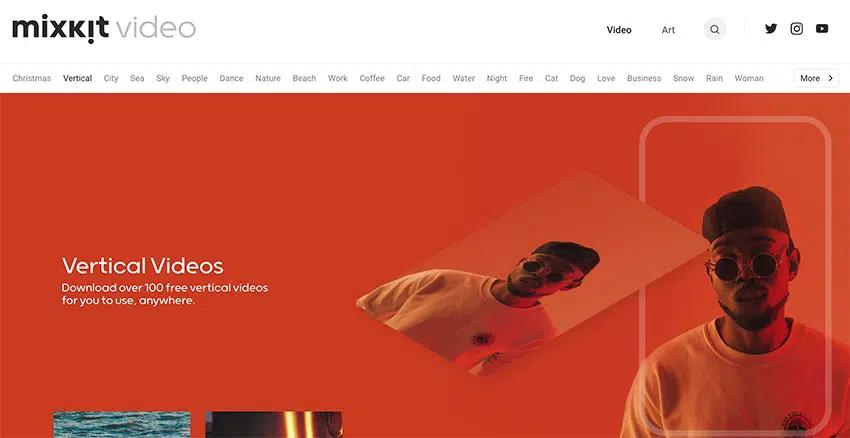 mixkit video
Video Art
Christmas Vertical City Sea Sky People Dance Nature Beach Work Coffee Car Food Water Night Fire Cat Dog Love Business Snow Rain Woman More
Vertical Videos
Download over 100 free vertical videos
for you to use, anywhere.